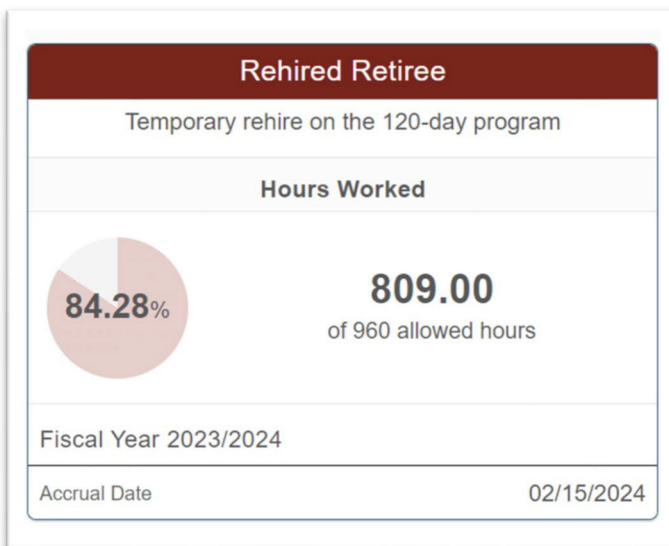 Rehired Retiree
Temporary rehire on the 120-day program
Hours Worked
84.28%
809.00
of 960 allowed hours
Fiscal Year 2023/2024
Accrual Date 02/15/2024